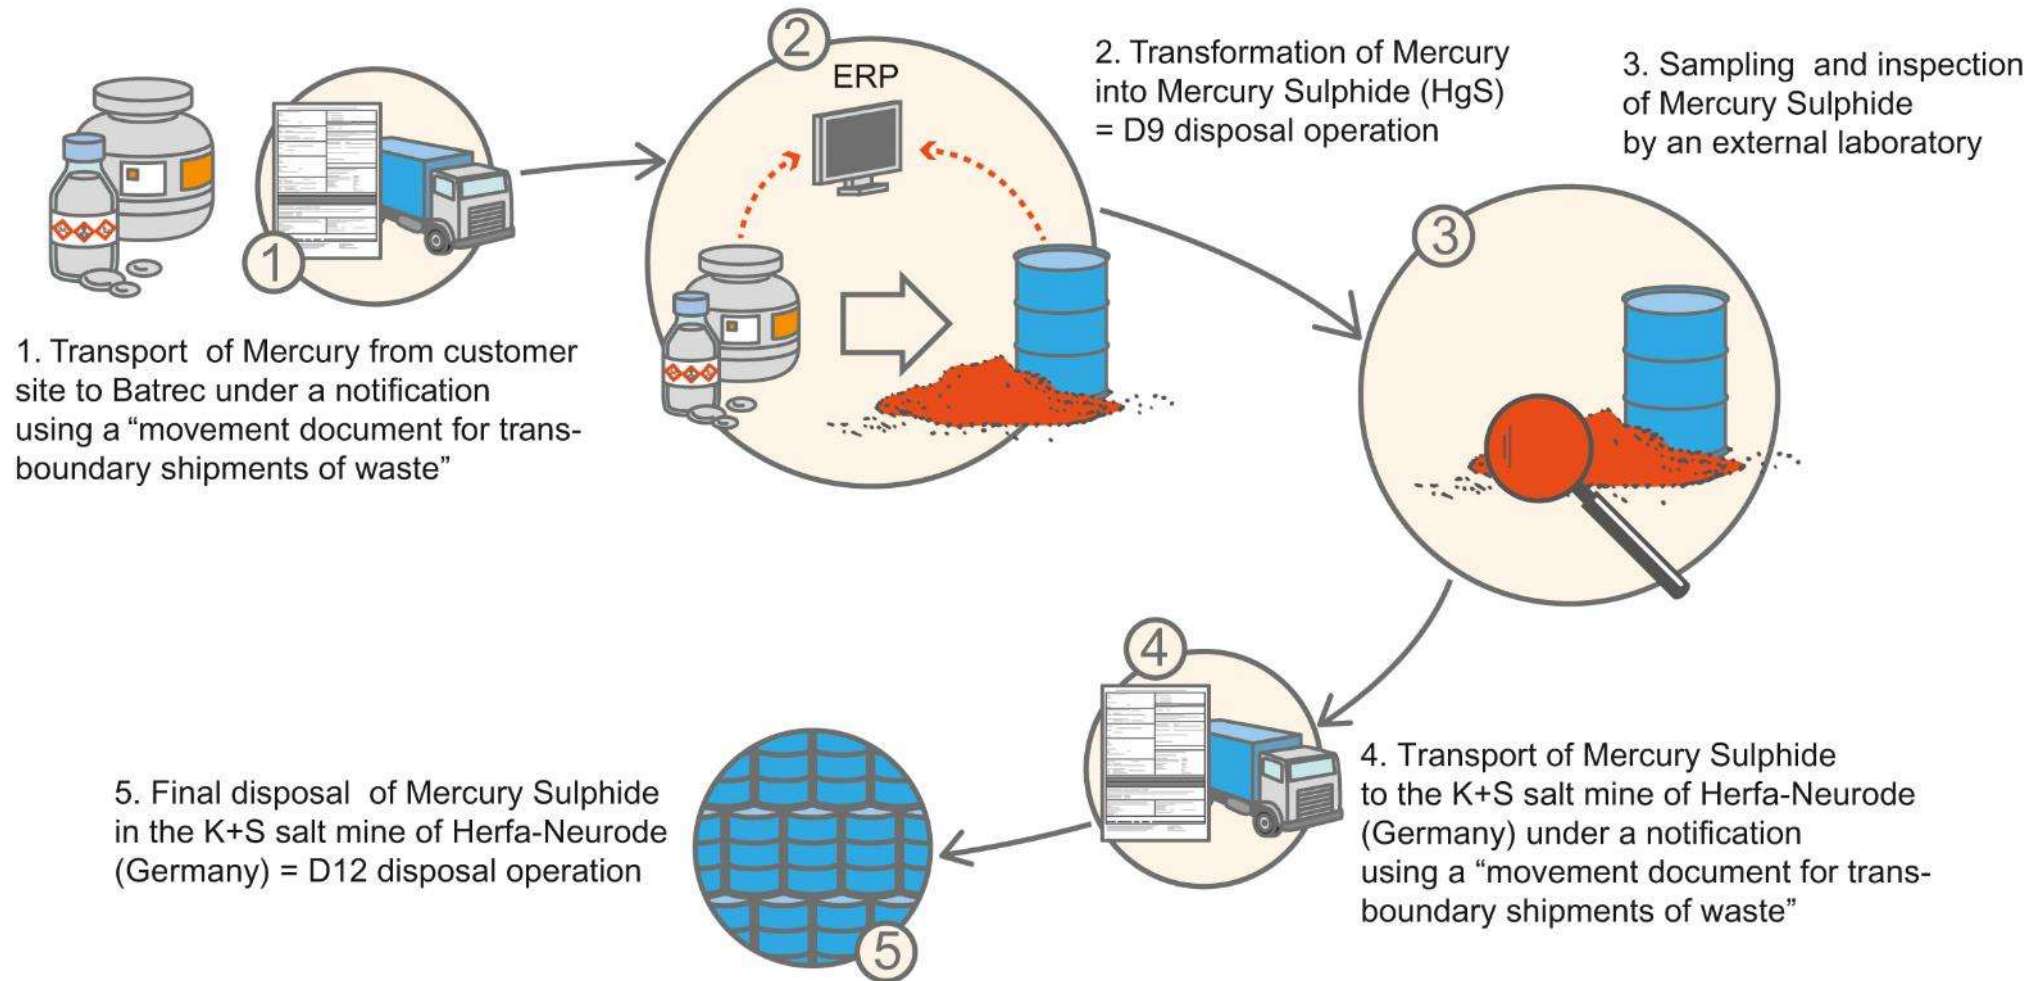 1
1. Transport of Mercury from customer
site to Batrec under a notification
using a “movement document for trans-
boundary shipments of waste”
2
ERP
2. Transformation of Mercury
into Mercury Sulphide (HgS)
= D9 disposal operation
3. Sampling and inspection
of Mercury Sulphide
by an external laboratory
3
4
4. Transport of Mercury Sulphide
to the K+S salt mine of Herfa-Neurode
(Germany) under a notification
using a “movement document for trans-
boundary shipments of waste”
5. Final disposal of Mercury Sulphide
in the K+S salt mine of Herfa-Neurode
(Germany) = D12 disposal operation
5